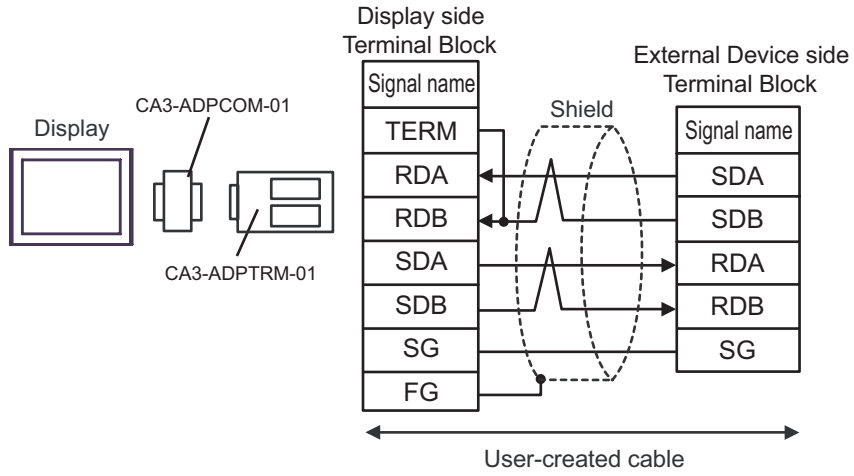 Display side
Terminal Block
External Device side
Terminal Block
Display
CA3-ADPCOM-01
CA3-ADPTRM-01
Shield
Signal name
TERM
RDA
RDB
SDA
SDB
SG
FG
Signal name
SDA
SDB
RDA
RDB
SG
User-created cable